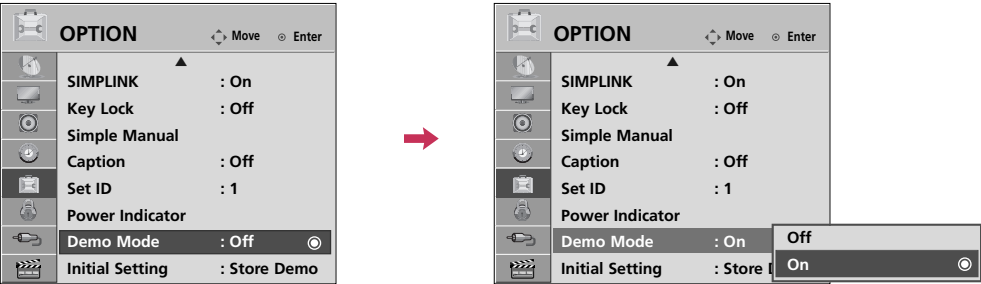 OPTION Move Enter
SIMPLINK : On
Key Lock : Off
Simple Manual
Caption : Off
Set ID : 1
Power Indicator
Demo Mode : Off
Initial Setting : Store Demo
OPTION Move Enter
SIMPLINK : On
Key Lock : Off
Simple Manual
Caption : Off
Set ID : 1
Power Indicator
Demo Mode : On
Initial Setting : Store
Off
On